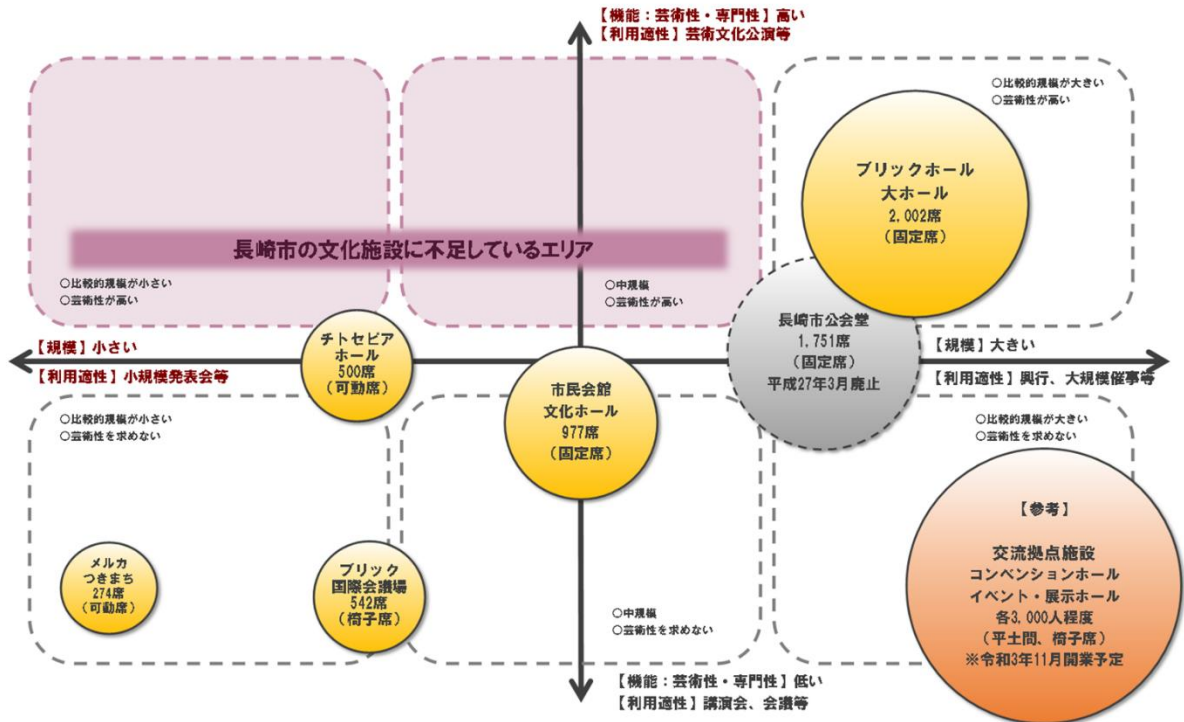 【機能：芸術性・専門性】高い
【利用適性】芸術文化公演等
○比較的規模が大きい
○芸術性が高い
ブリックホール
大ホール
2,002席
（固定席）
長崎市の文化施設に不足しているエリア
○比較的規模が小さい
○芸術性が高い
○中規模
○芸術性が高い
長崎市公会堂
1,751席
（固定席）
平成27年3月廃止
チトセピア
ホール
500席
（可動席）
【規模】小さい
【利用適性】小規模発表会等
【規模】大きい
【利用適性】興行、大規模催事等
市民会館
文化ホール
977席
（固定席）
○比較的規模が小さい
○芸術性を求めない
○比較的規模が大きい
○芸術性を求めない
【参考】
交流拠点施設
コンベンションホール
イベント・展示ホール
各3,000人程度
（平土間、椅子席）
※令和3年11月開業予定
メルカ
つきまち
274席
（可動席）
ブリック
国際会議場
542席
（椅子席）
○中規模
○芸術性を求めない
【機能：芸術性・専門性】低い
【利用適性】講演会、会議等